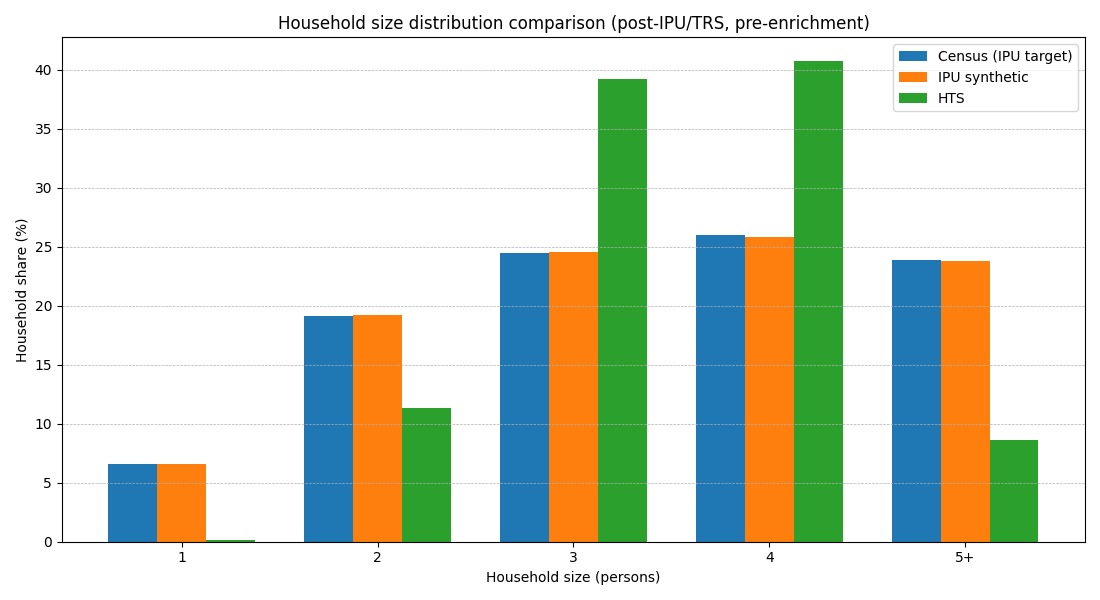 Household size distribution comparison (post-IPU/TRS, pre-enrichment)
Census (IPU target)
IPU synthetic
HTS
Household share (%)
40
35
30
25
20
15
10
5
0
1 2 3 4 5+
Household size (persons)